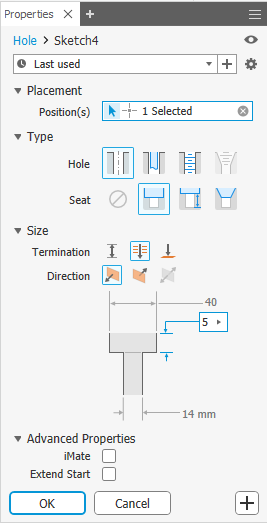 Properties × +
Hole > Sketch4
Last used
Placement
Position(s) 1 Selected
Type
Hole
Seat
Size
Termination
Direction
40
5
14 mm
Advanced Properties
iMate
Extend Start
OK Cancel +